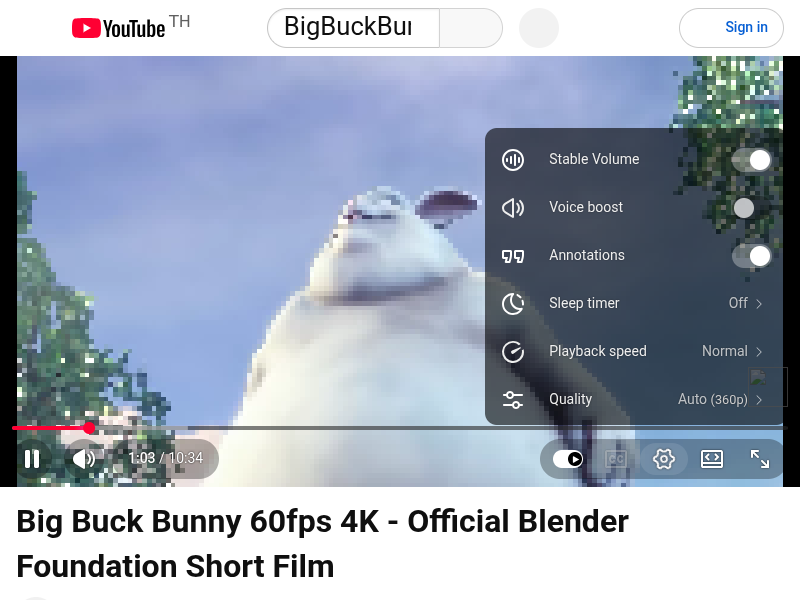 YouTube TH
BigBuckBu
Sign in
Stable Volume
Voice boost
Annotations
Sleep timer Off
Playback speed Normal
Quality Auto (360p)
1:03 / 10:34
CC
Big Buck Bunny 60fps 4K - Official Blender
Foundation Short Film